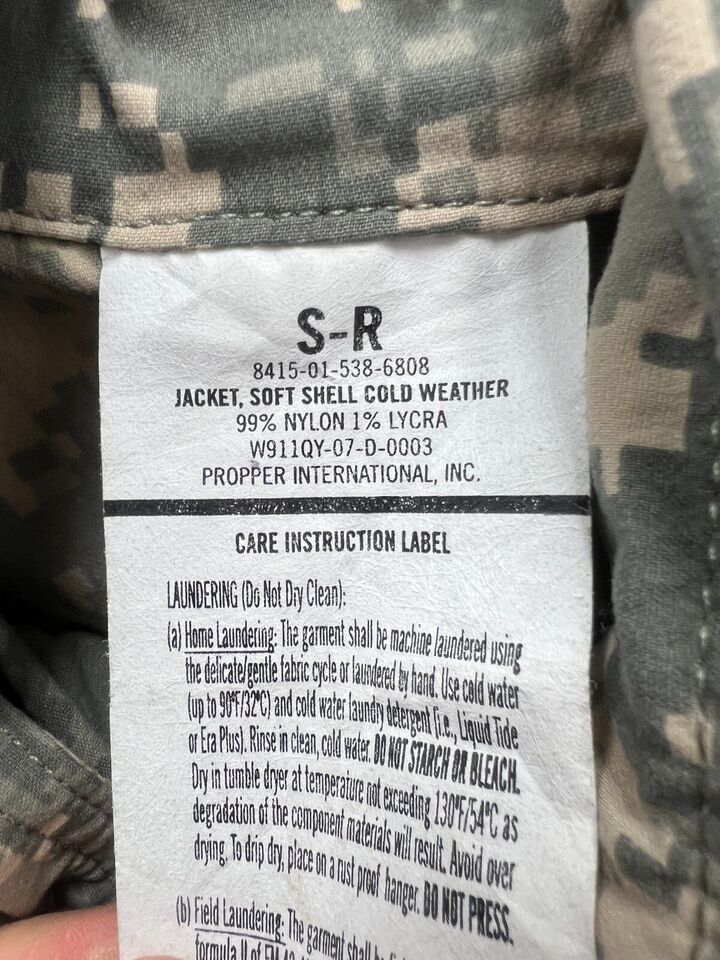 S-R
8415-01-538-6808
JACKET, SOFT SHELL COLD WEATHER
99% NYLON 1% LYCRA
W911QY-07-D-0003
PROPPER INTERNATIONAL, INC.
CARE INSTRUCTION LABEL
LAUNDERING (Do Not Dry Clean):
(a) Home Laundering: The garment shall be machine laundered using
the delicate/gentle fabric cycle or laundered by hand. Use cold water
(up to 90°F/32°C) and cold water laundry detergent (i.e., Liquid Tide
or Era Plus). Rinse in clean, cold water. DO NOT STARCH OR BLEACH.
Dry in tumble dryer at temperature not exceeding 130°F/54°C as
degradation of the component materials will result. Avoid over
drying. To drip dry, place on a rust proof hanger. DO NOT PRESS.
(b) Field Laundering: The garment shall
formula II of FM